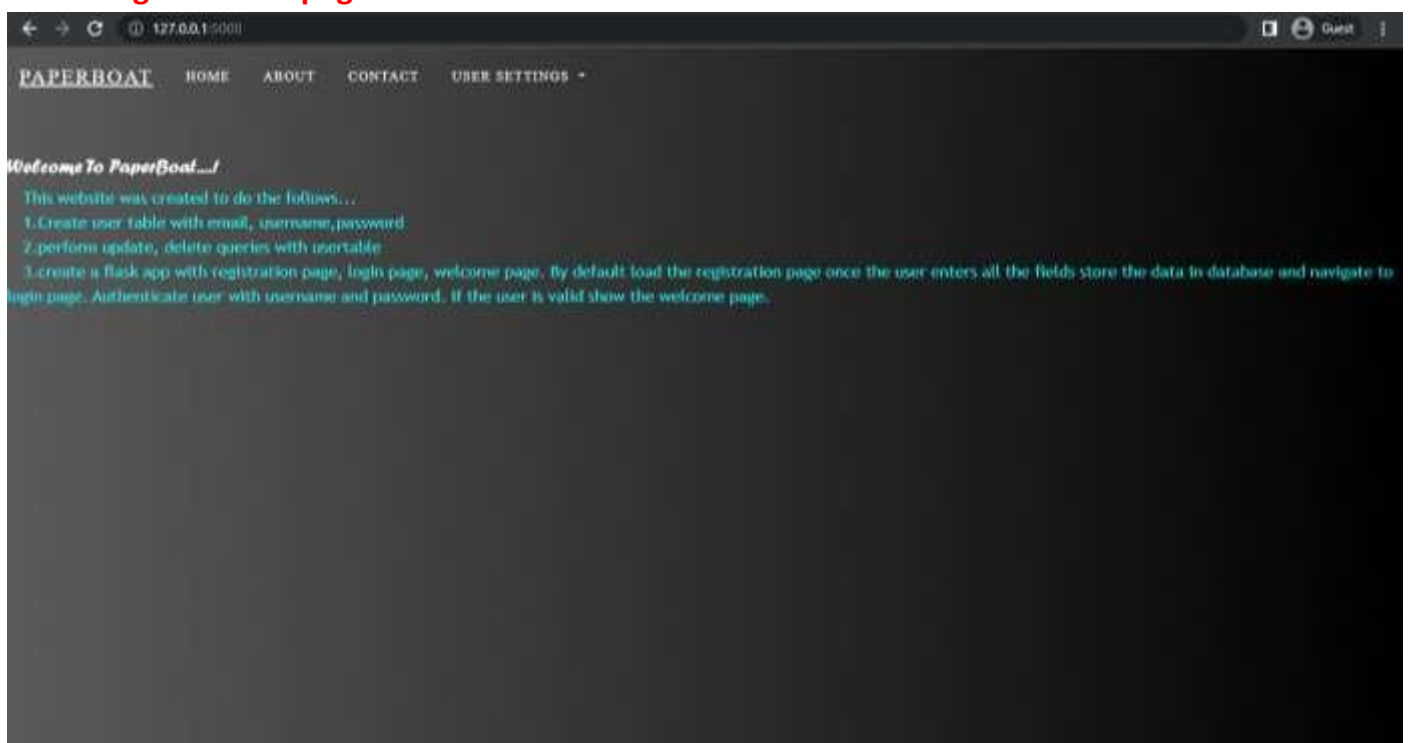 127.0.0.1:5000
Guest
PAPERBOAT HOME ABOUT CONTACT USER SETTINGS
Welcome To PaperBoat....!
This website was created to do the follows...
1.Create user table with email, username,password
2.perform update, delete queries with usertable
3.create a flask app with registration page, login page, welcome page. By default load the registration page once the user enters all the fields store the data in database and navigate to
login page. Authenticate user with username and password. If the user is valid show the welcome page.